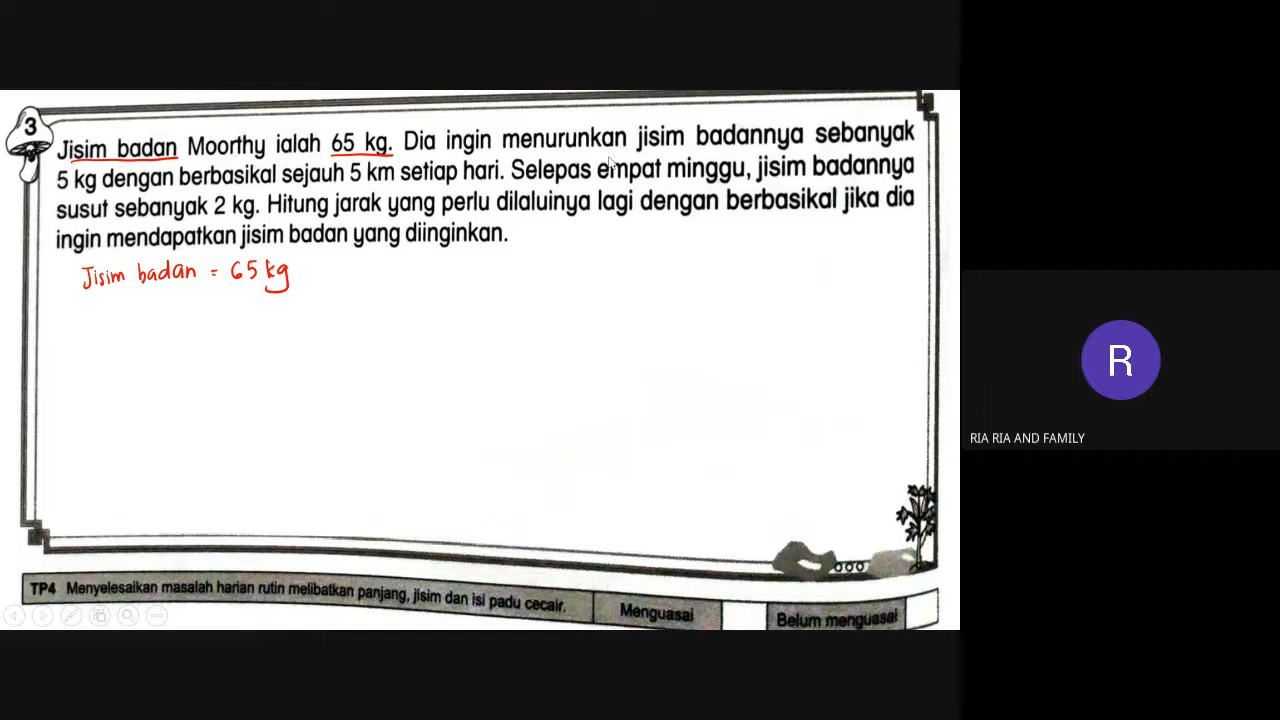 3
Jisim badan Moorthy ialah 65 kg. Dia ingin menurunkan jisim badannya sebanyak
5 kg dengan berbasikal sejauh 5 km setiap hari. Selepas empat minggu, jisim badannya
susut sebanyak 2 kg. Hitung jarak yang perlu dilaluinya lagi dengan berbasikal jika dia
ingin mendapatkan jisim badan yang diinginkan.
Jisim badan = 65 kg
R
RIA RIA AND FAMILY
TP4 Menyelesaikan masalah harian rutin melibatkan panjang, jisim dan isi padu cecair.
Menguasai
Belum menguasai